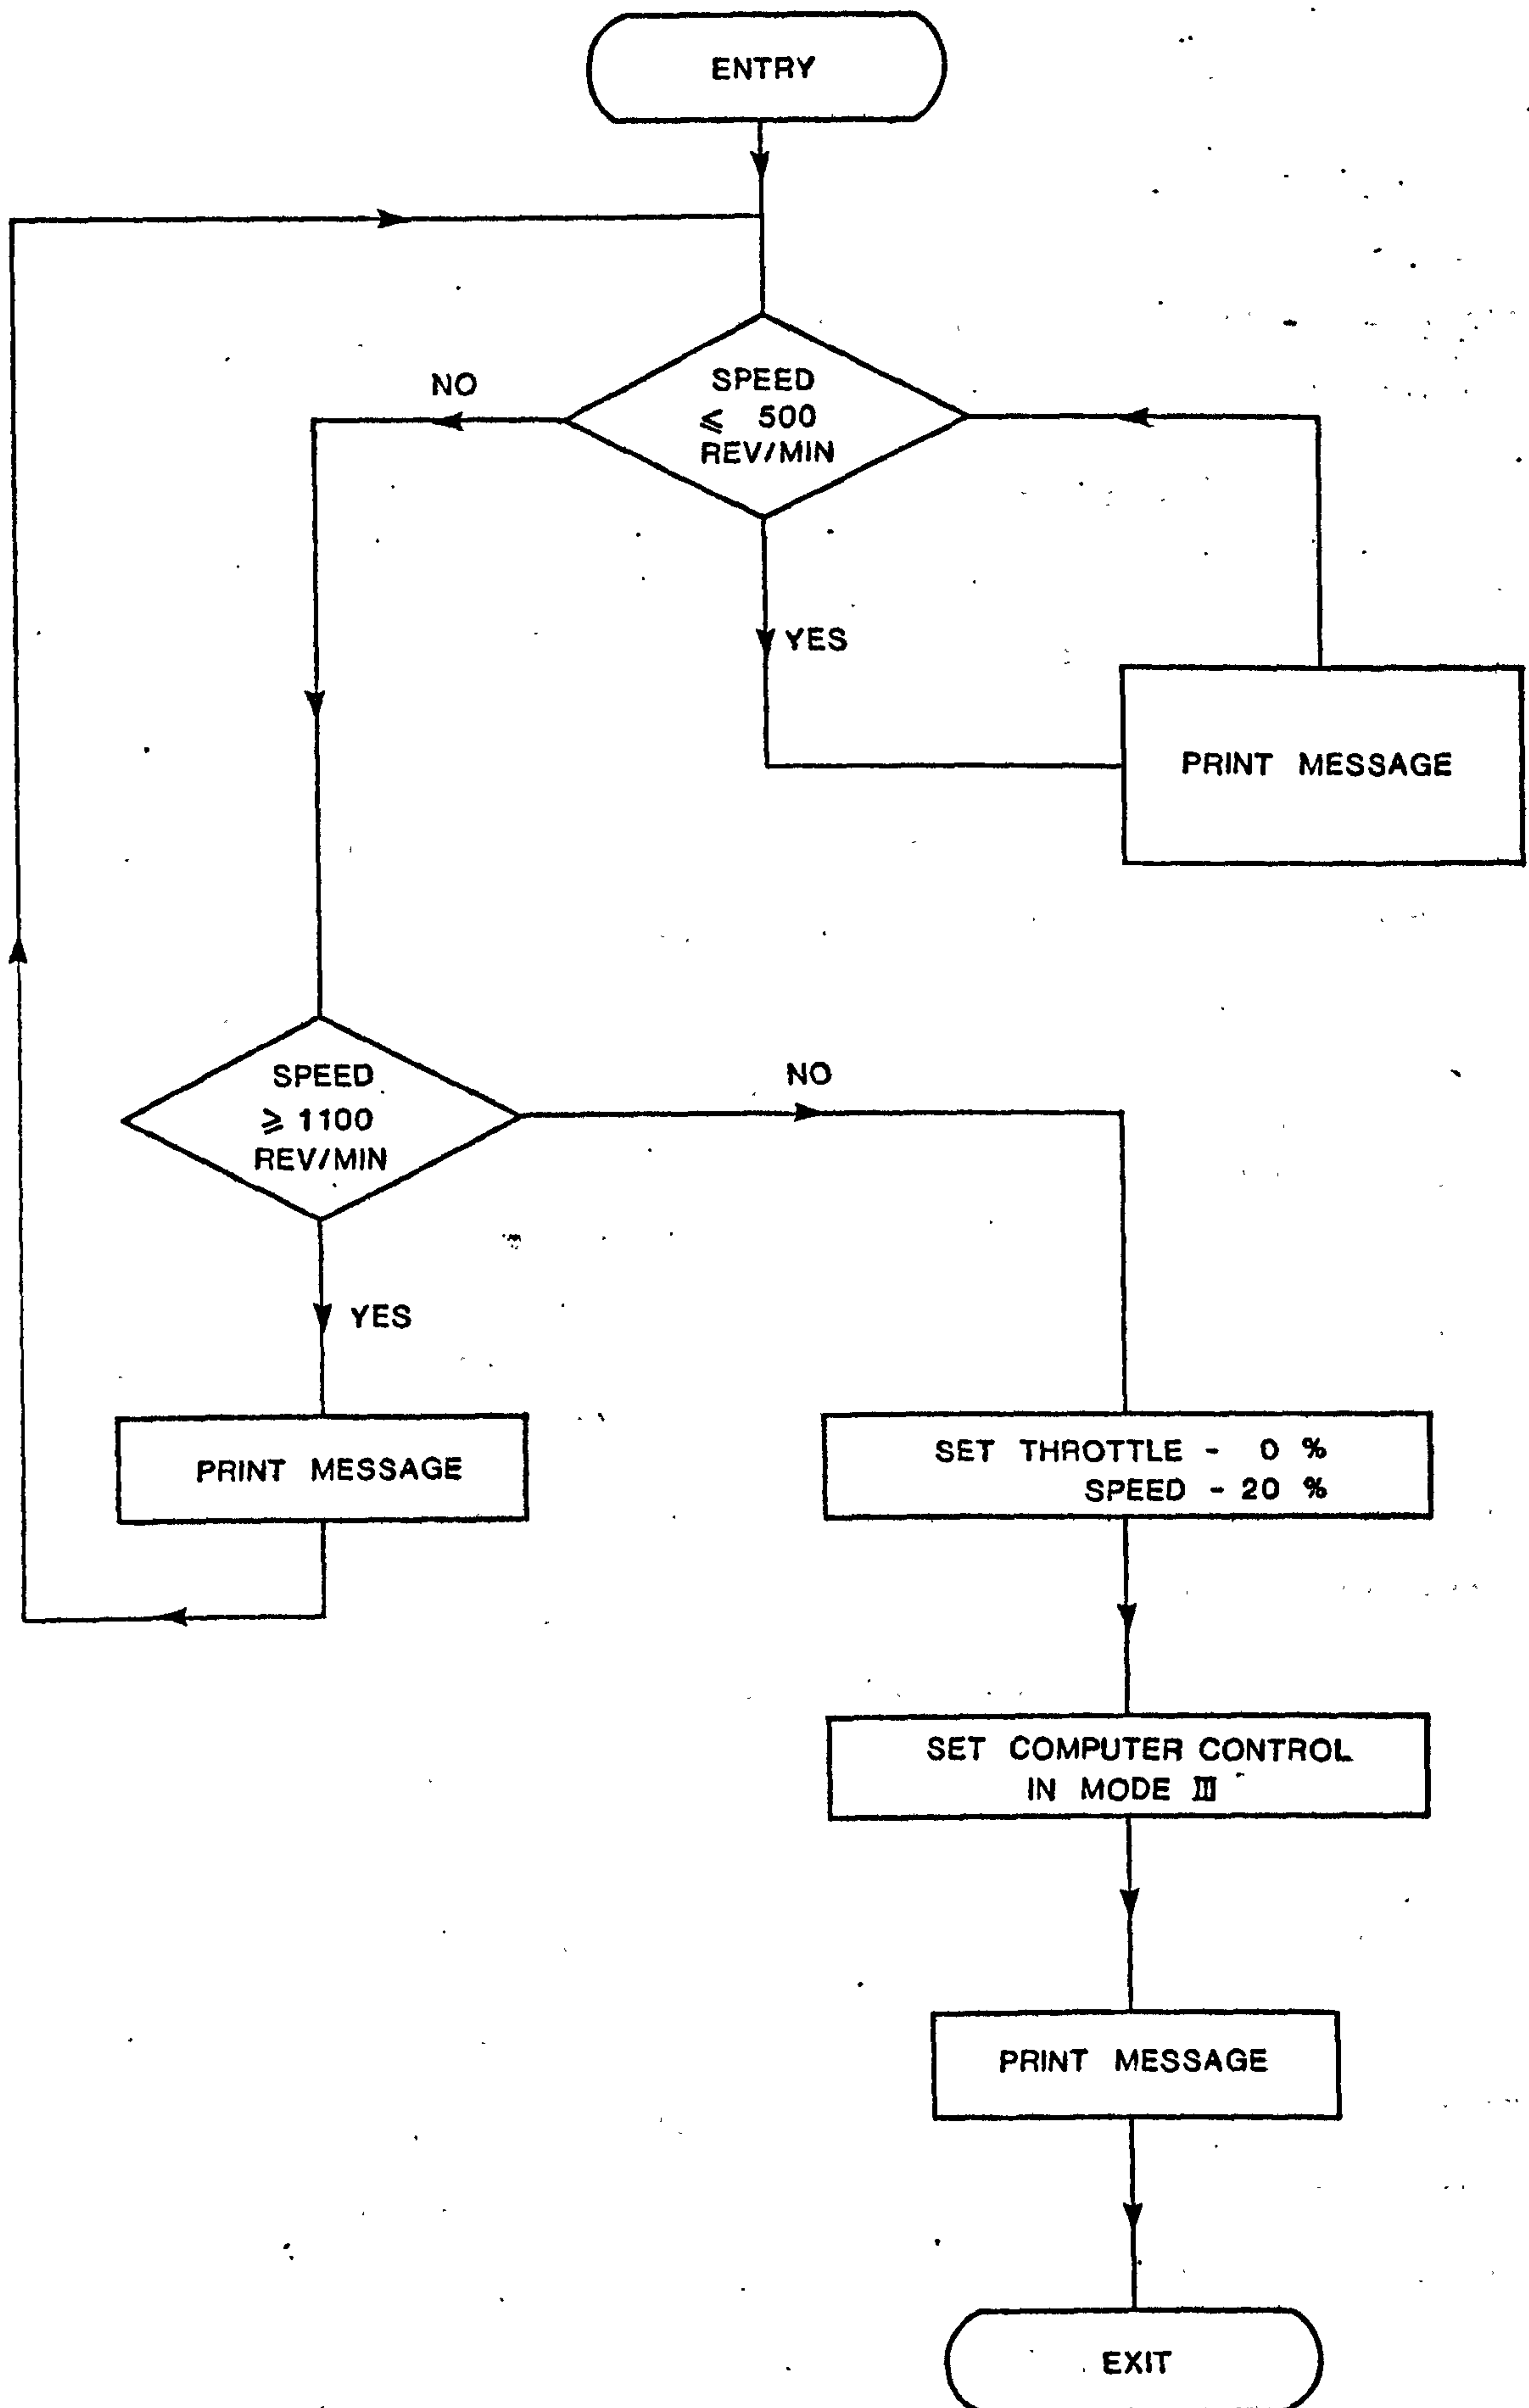 ENTRY
NO
SPEED
⩽ 500
REV/MIN
YES
PRINT MESSAGE
SPEED
⩾ 1100
REV/MIN
NO
YES
PRINT MESSAGE
SET THROTTLE - 0 %
SPEED - 20 %
SET COMPUTER CONTROL
IN MODE III
PRINT MESSAGE
EXIT